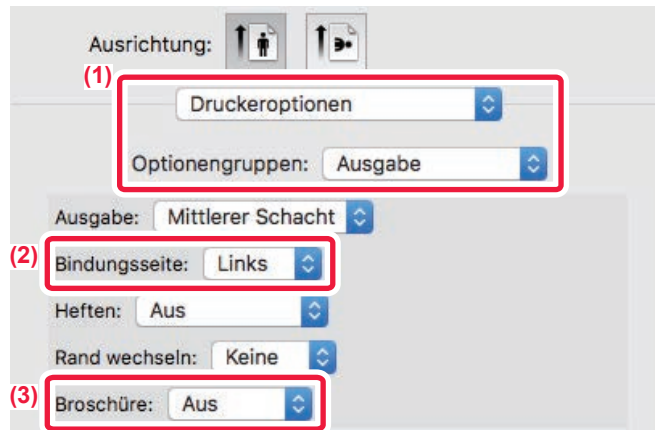 Ausrichtung:
(1)
Druckeroptionen
Optionengruppen: Ausgabe
Ausgabe: Mittlerer Schacht
(2) Bindungsseite: Links
Heften: Aus
Rand wechseln: Keine
(3) Broschüre: Aus